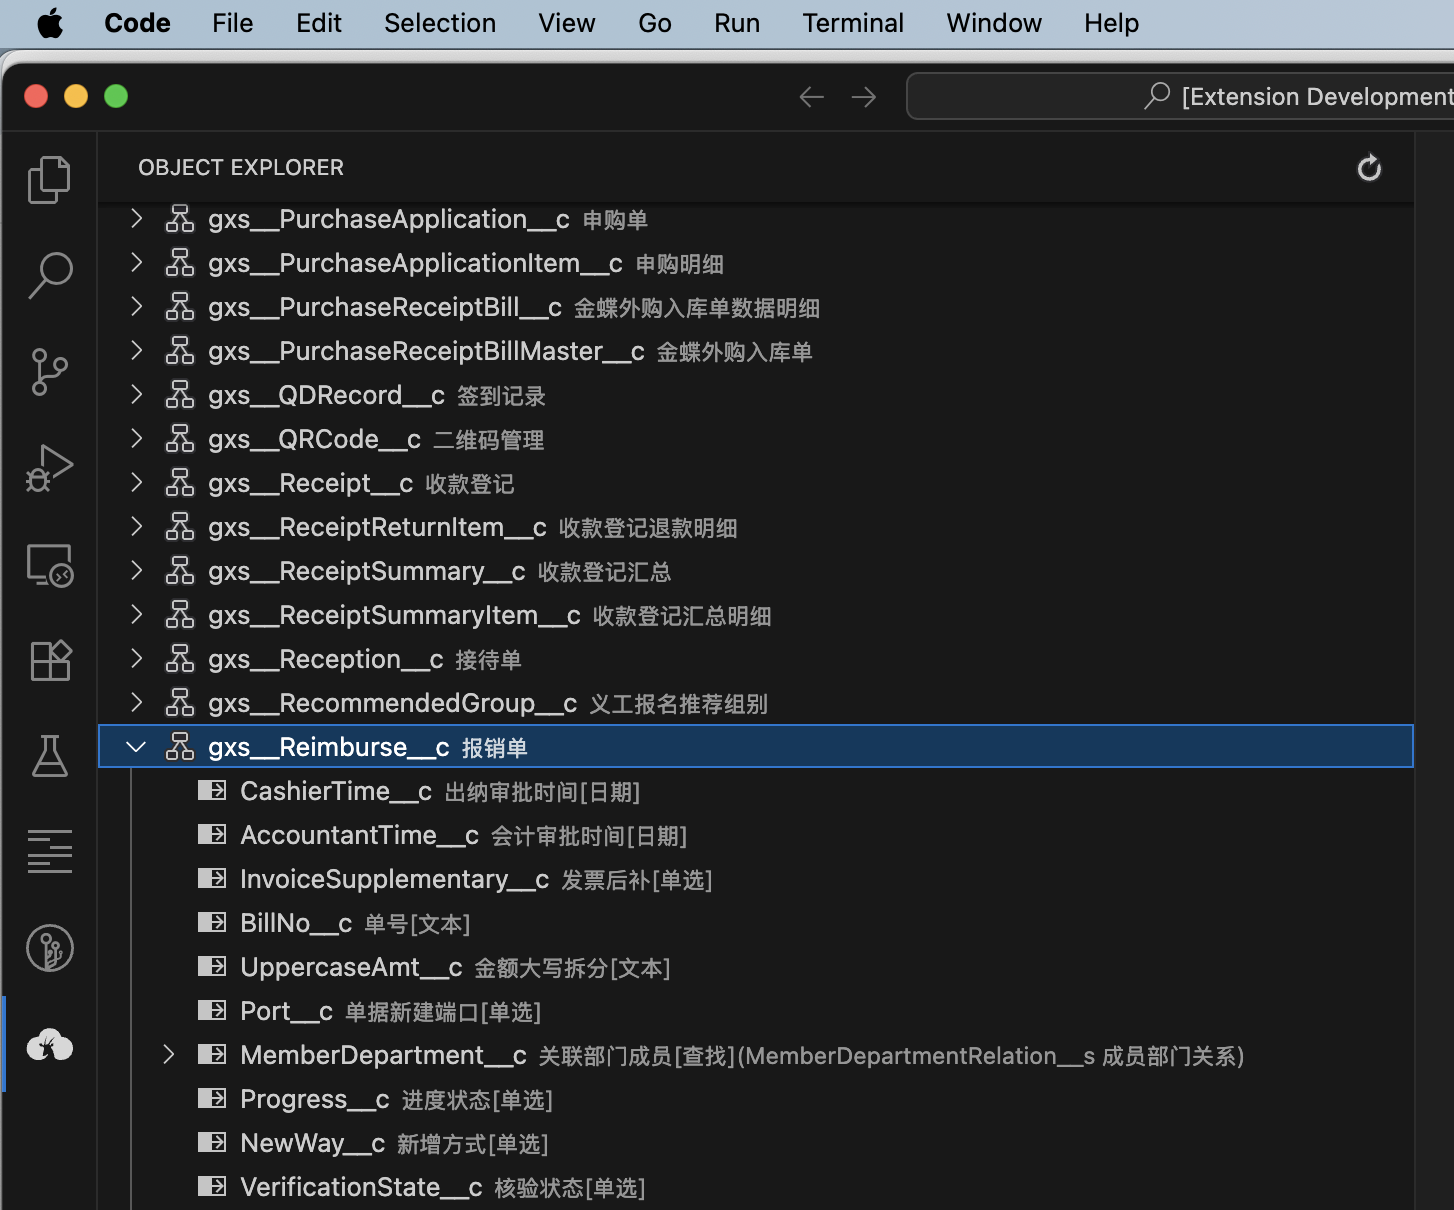 Code File Edit Selection View Go Run Terminal Window Help
[Extension Development
OBJECT EXPLORER
gxs__PurchaseApplication__c 申购单
gxs__PurchaseApplicationItem__c 申购明细
gxs__PurchaseReceiptBill__c 金蝶外购入库单数据明细
gxs__PurchaseReceiptBillMaster__c 金蝶外购入库单
gxs__QDRecord__c 签到记录
gxs__QRCode__c 二维码管理
gxs__Receipt__c 收款登记
gxs__ReceiptReturnItem__c 收款登记退款明细
gxs__ReceiptSummary__c 收款登记汇总
gxs__ReceiptSummaryItem__c 收款登记汇总明细
gxs__Reception__c 接待单
gxs__RecommendedGroup__c 义工报名推荐组别
gxs__Reimburse__c 报销单
CashierTime__c 出纳审批时间[日期]
AccountantTime__c 会计审批时间[日期]
InvoiceSupplementary__c 发票后补[单选]
BillNo__c 单号[文本]
UppercaseAmt__c 金额大写拆分[文本]
Port__c 单据新建端口[单选]
MemberDepartment__c 关联部门成员[查找](MemberDepartmentRelation__s 成员部门关系)
Progress__c 进度状态[单选]
NewWay__c 新增方式[单选]
VerificationState__c 核验状态[单选]